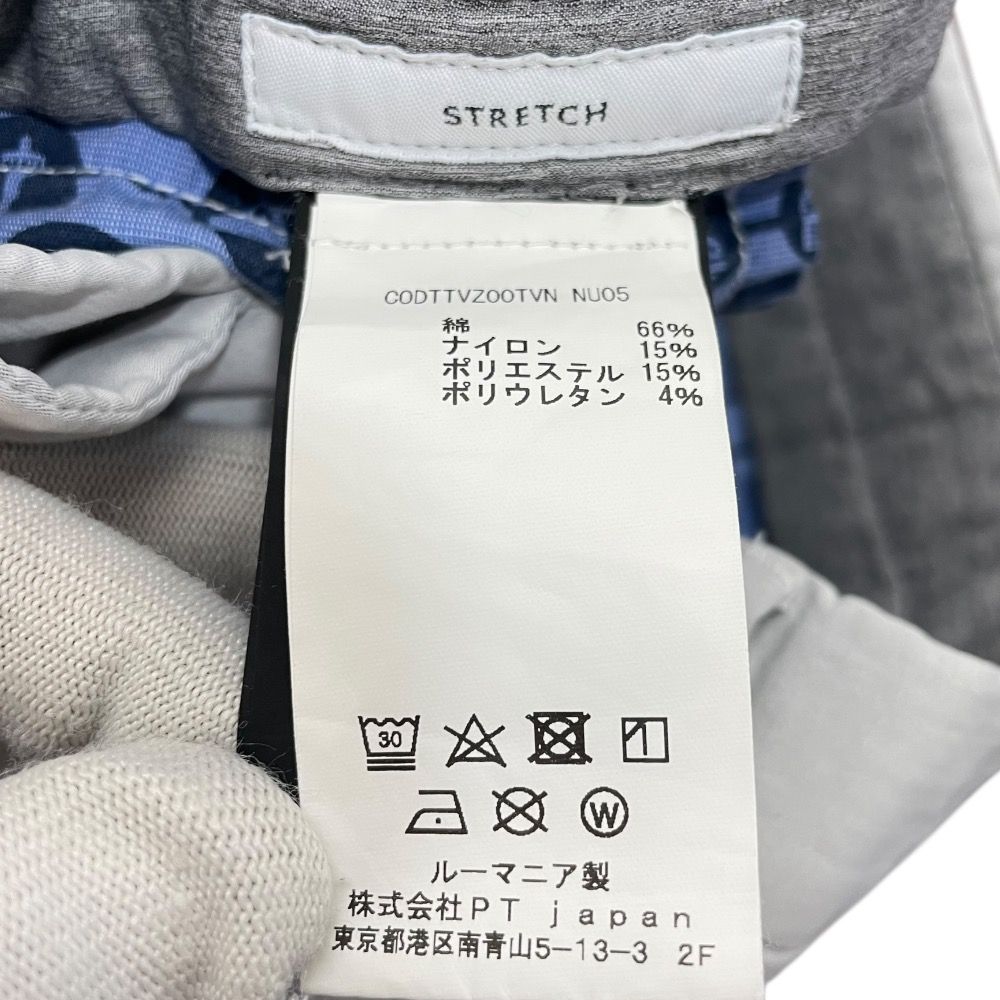 STRETCH
CODTTVZ00TVN NU05
綿 66%
ナイロン 15%
ポリエステル 15%
ポリウレタン 4%
30
W
ルーマニア製
株式会社PT japan
東京都港区南青山5-13-3 2F